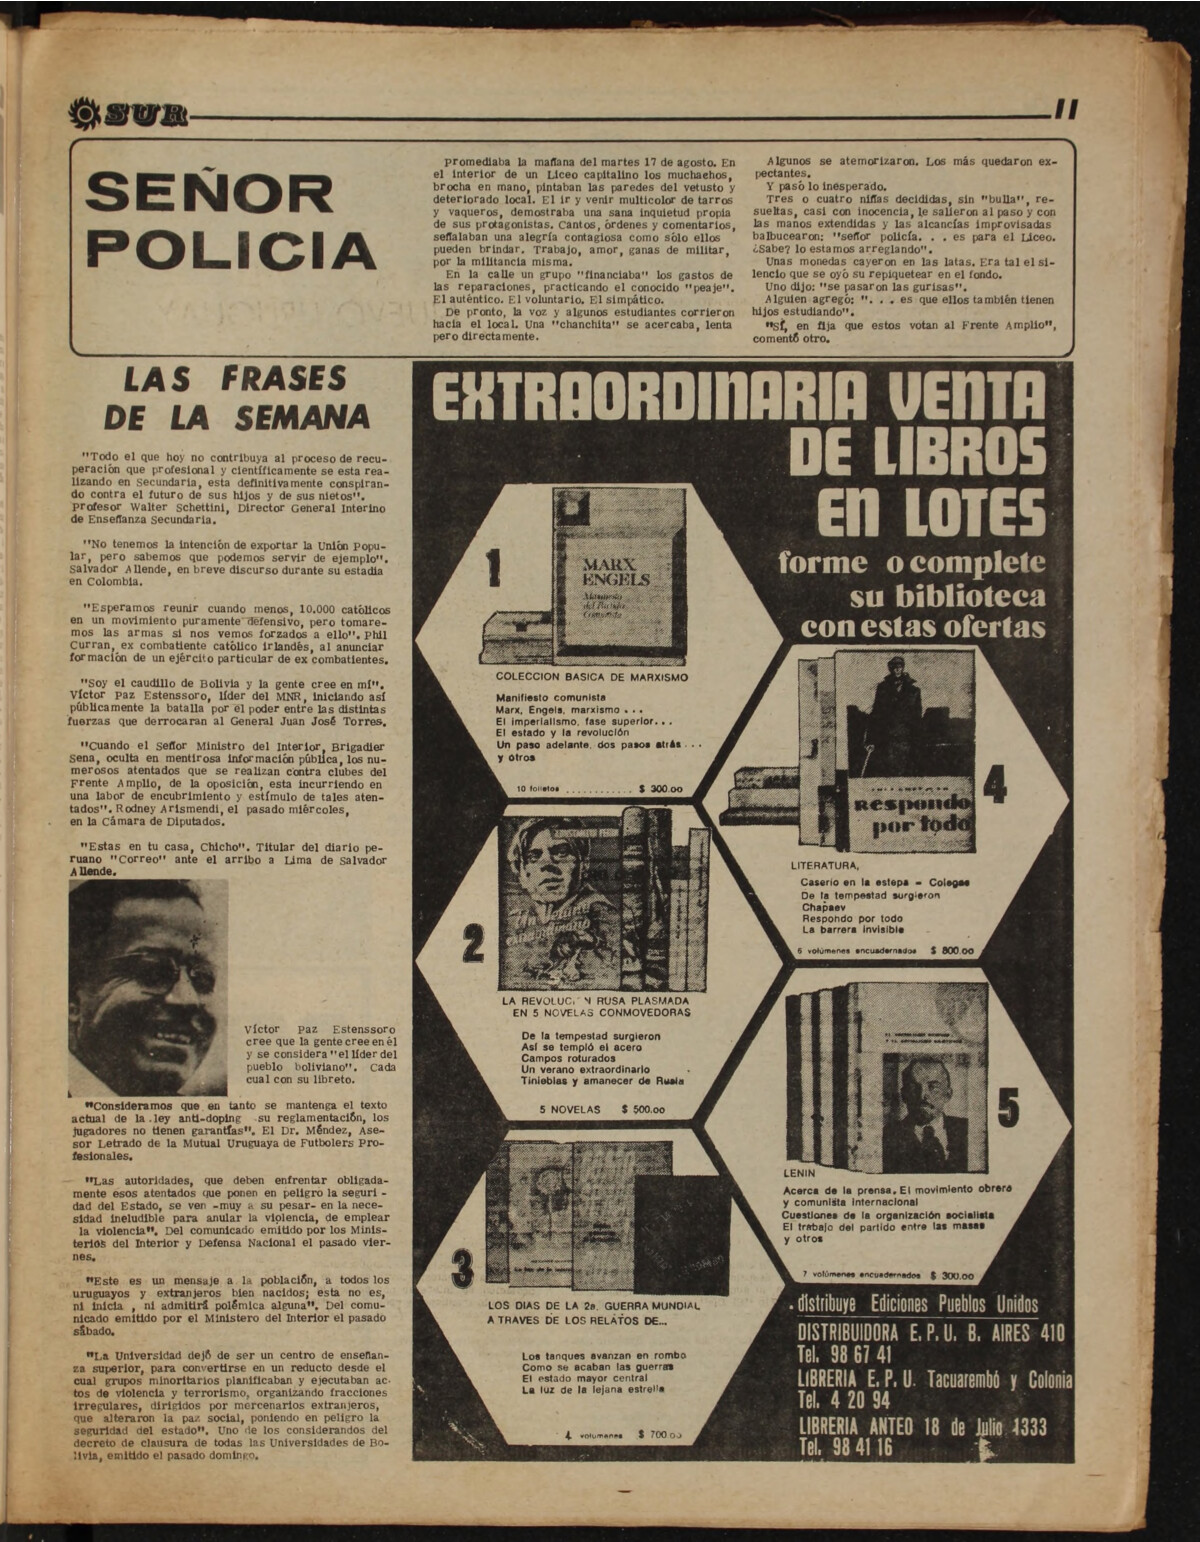 SUR
11
SEÑOR
POLICIA
promediaba la mañana del martes 17 de agosto. En
el interior de un Liceo capitalino los muchachos,
brocha en mano, pintaban las paredes del vetusto y
deteriorado local. El ir y venir multicolor de tarros
y vaqueros, demostraba una sana inquietud propia
de sus protagonistas. Cantos, órdenes y comentarios,
señalaban una alegría contagiosa como sólo ellos
pueden brindar. Trabajo, amor, ganas de militar,
por la militancia misma.
En la calle un grupo "financiaba" los gastos de
las reparaciones, practicando el conocido "peaje".
El auténtico. El voluntario. El simpático.
De pronto, la voz y algunos estudiantes corrieron
hacia el local. Una "chanchita" se acercaba, lenta
pero directamente.
Algunos se atemorizaron. Los más quedaron ex-
pectantes.
Y pasó lo inesperado.
Tres o cuatro niñas decididas, sin "bulla", re-
sueltas, casi con inocencia, le salieron al paso y con
las manos extendidas y las alcancías improvisadas
balbucearon: "señor policía. . . es para el Liceo.
¿Sabe? lo estamos arreglando".
Unas monedas cayeron en las latas. Era tal el si-
lencio que se oyó su repiquetear en el fondo.
Uno dijo: "se pasaron las gurisas".
Alguien agregó: ". . . es que ellos también tienen
hijos estudiando".
"Sí, en fija que estos votan al Frente Amplio",
comentó otro.
LAS FRASES
DE LA SEMANA
"Todo el que hoy no contribuya al proceso de recu-
peración que profesional y científicamente se esta rea-
lizando en Secundaria, esta definitivamente conspiran-
do contra el futuro de sus hijos y de sus nietos".
Profesor Walter Schettini, Director General Interino
de Enseñanza Secundaria.
"No tenemos la intención de exportar la Unión Popu-
lar, pero sabemos que podemos servir de ejemplo".
Salvador Allende, en breve discurso durante su estadía
en Colombia.
"Esperamos reunir cuando menos, 10.000 católicos
en un movimiento puramente defensivo, pero tomare-
mos las armas si nos vemos forzados a ello". Phil
Curran, ex combatiente católico irlandés, al anunciar
formación de un ejército particular de ex combatientes.
"Soy el caudillo de Bolivia y la gente cree en mí".
Víctor Paz Estenssoro, líder del MNR, iniciando así
públicamente la batalla por el poder entre las distintas
fuerzas que derrocaran al General Juan José Torres.
"Cuando el Señor Ministro del Interior, Brigadier
Sena, oculta en mentirosa información pública, los nu-
merosos atentados que se realizan contra clubes del
Frente Amplio, de la oposición, esta incurriendo en
una labor de encubrimiento y estímulo de tales aten-
tados". Rodney Arismendi, el pasado miércoles,
en la Cámara de Diputados.
"Estas en tu casa, Chicho". Titular del diario pe-
ruano "Correo" ante el arribo a Lima de Salvador
Allende.
Víctor Paz Estenssoro
cree que la gente cree en él
y se considera "el líder del
pueblo boliviano". Cada
cual con su libreto.
"Consideramos que en tanto se mantenga el texto
actual de la ley anti-doping su reglamentación, los
jugadores no tienen garantías". El Dr. Méndez, Ase-
sor Letrado de la Mutual Uruguaya de Futbolers Pro-
fesionales.
"Las autoridades, que deben enfrentar obligada-
mente esos atentados que ponen en peligro la seguri-
dad del Estado, se ven -muy a su pesar- en la nece-
sidad ineludible para anular la violencia, de emplear
la violencia". Del comunicado emitido por los Minis-
terios del Interior y Defensa Nacional el pasado vier-
nes.
"Este es un mensaje a la población, a todos los
uruguayos y extranjeros bien nacidos; esta no es,
ni inicia , ni admitirá polémica alguna". Del comu-
nicado emitido por el Ministero del Interior el pasado
sábado.
"La Universidad dejó de ser un centro de enseñan-
za superior, para convertirse en un reducto desde el
cual grupos minoritarios planificaban y ejecutaban ac-
tos de violencia y terrorismo, organizando fracciones
irregulares, dirigidos por mercenarios extranjeros,
que alteraron la paz social, poniendo en peligro la
seguridad del estado". Uno de los considerandos del
decreto de clausura de todas las Universidades de Bo-
livia, emitido el pasado domingo.
EXTRAORDINARIA VENTA
DE LIBROS
EN LOTES
forme o complete
su biblioteca
con estas ofertas
1
MARX
ENGELS
Manifiesto
del Partido
Comunista
COLECCION BASICA DE MARXISMO
Manifiesto comunista
Marx, Engels, marxismo . . .
El imperialismo, fase superior. . .
El estado y la revolución
Un paso adelante, dos pasos atrás . . .
y otros
10 folletos ............ $ 300.00
2
Un Verano
extraordinario
LA REVOLUCION RUSA PLASMADA
EN 5 NOVELAS CONMOVEDORAS
De la tempestad surgieron
Así se templó el acero
Campos roturados
Un verano extraordinario
Tinieblas y amanecer de Rusia
5 NOVELAS $ 500.oo
3
LOS DIAS DE LA 2a. GUERRA MUNDIAL
A TRAVES DE LOS RELATOS DE...
Los tanques avanzan en rombo
Como se acaban las guerras
El estado mayor central
La luz de la lejana estrella
4 volúmenes $ 700 oo
4
Respondo
por todo
LITERATURA,
Caserio en la estepa - Colegas
De la tempestad surgieron
Chapaev
Respondo por todo
La barrera invisible
6 volúmenes encuadernados $ 800.oo
5
LENIN
Acerca de la prensa. El movimiento obrero
y comunista internacional
Cuestiones de la organización socialista
El trabajo del partido entre las masas
y otros
7 volúmenes encuadernados $ 300.oo
. distribuye Ediciones Pueblos Unidos
DISTRIBUIDORA E. P. U. B. AIRES 410
Tel. 98 67 41
LIBRERIA E. P. U. Tacuarembó y Colonia
Tel. 4 20 94
LIBRERIA ANTEO 18 de Julio 1333
Tel. 98 41 16